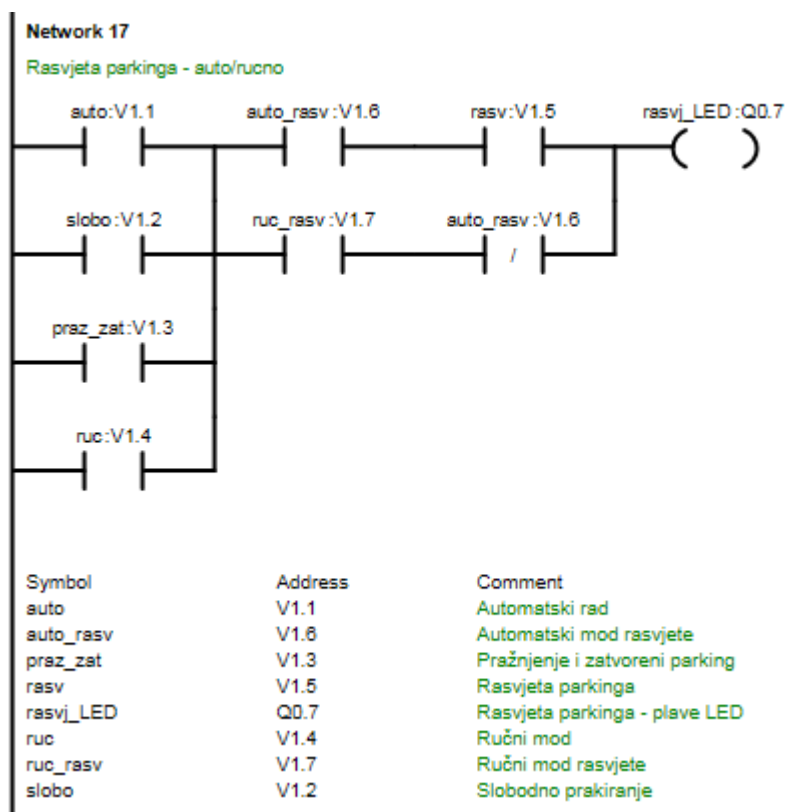 Network 17
Rasvjeta parkinga - auto/rucno
auto:V1.1 auto_rasv:V1.6 rasv:V1.5 rasvj_LED:Q0.7
slobo:V1.2 ruc_rasv:V1.7 auto_rasv:V1.6
/
praz_zat:V1.3
ruc:V1.4
Symbol Address Comment
auto V1.1 Automatski rad
auto_rasv V1.6 Automatski mod rasvjete
praz_zat V1.3 Pražnjenje i zatvoreni parking
rasv V1.5 Rasvjeta parkinga
rasvj_LED Q0.7 Rasvjeta parkinga - plave LED
ruc V1.4 Ručni mod
ruc_rasv V1.7 Ručni mod rasvjete
slobo V1.2 Slobodno prakiranje